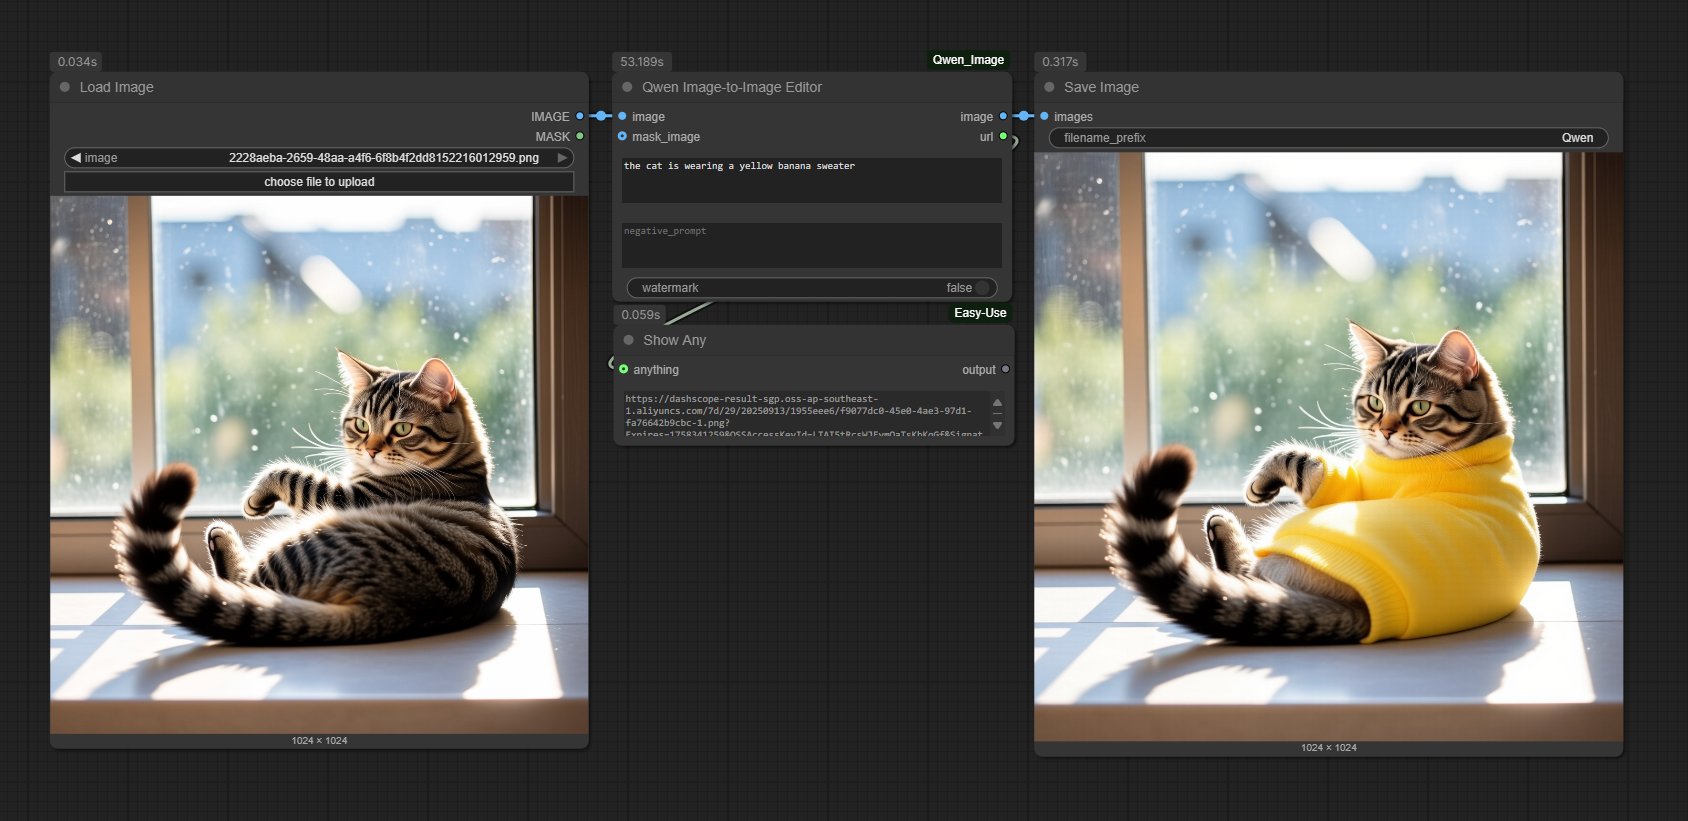 0.034s
Load Image
IMAGE
MASK
image 2228aeba-2659-48aa-a4f6-6f8b4f2dd8152216012959.png
choose file to upload
1024 × 1024
53.189s
Qwen_Image
Qwen Image-to-Image Editor
image image
mask_image url
the cat is wearing a yellow banana sweater
negative_prompt
watermark false
0.059s
Easy-Use
Show Any
anything output
https://dashscope-result-sgp.oss-ap-southeast-
1.aliyuncs.com/7d/29/20250913/1955eee6/f9077dc0-45e0-4ae3-97d1-
fa76642b9cbc-1.png?
0.317s
Save Image
images
filename_prefix Qwen
1024 × 1024